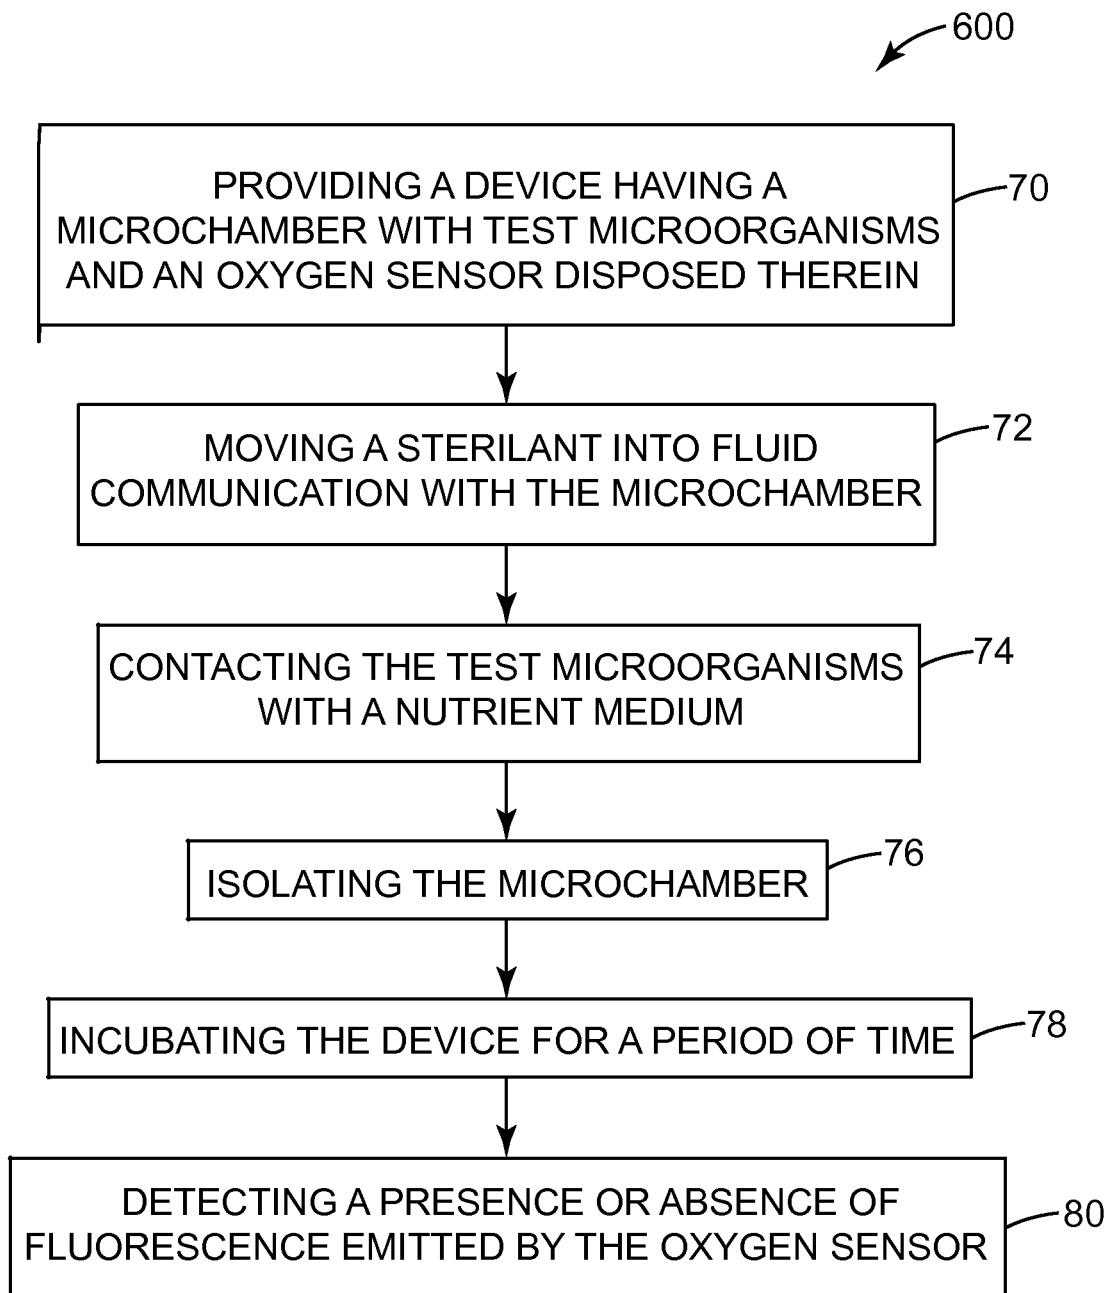 600
PROVIDING A DEVICE HAVING A
MICROCHAMBER WITH TEST MICROORGANISMS
AND AN OXYGEN SENSOR DISPOSED THEREIN
70
MOVING A STERILANT INTO FLUID
COMMUNICATION WITH THE MICROCHAMBER
72
CONTACTING THE TEST MICROORGANISMS
WITH A NUTRIENT MEDIUM
74
ISOLATING THE MICROCHAMBER
76
INCUBATING THE DEVICE FOR A PERIOD OF TIME
78
DETECTING A PRESENCE OR ABSENCE OF
FLUORESCENCE EMITTED BY THE OXYGEN SENSOR
80